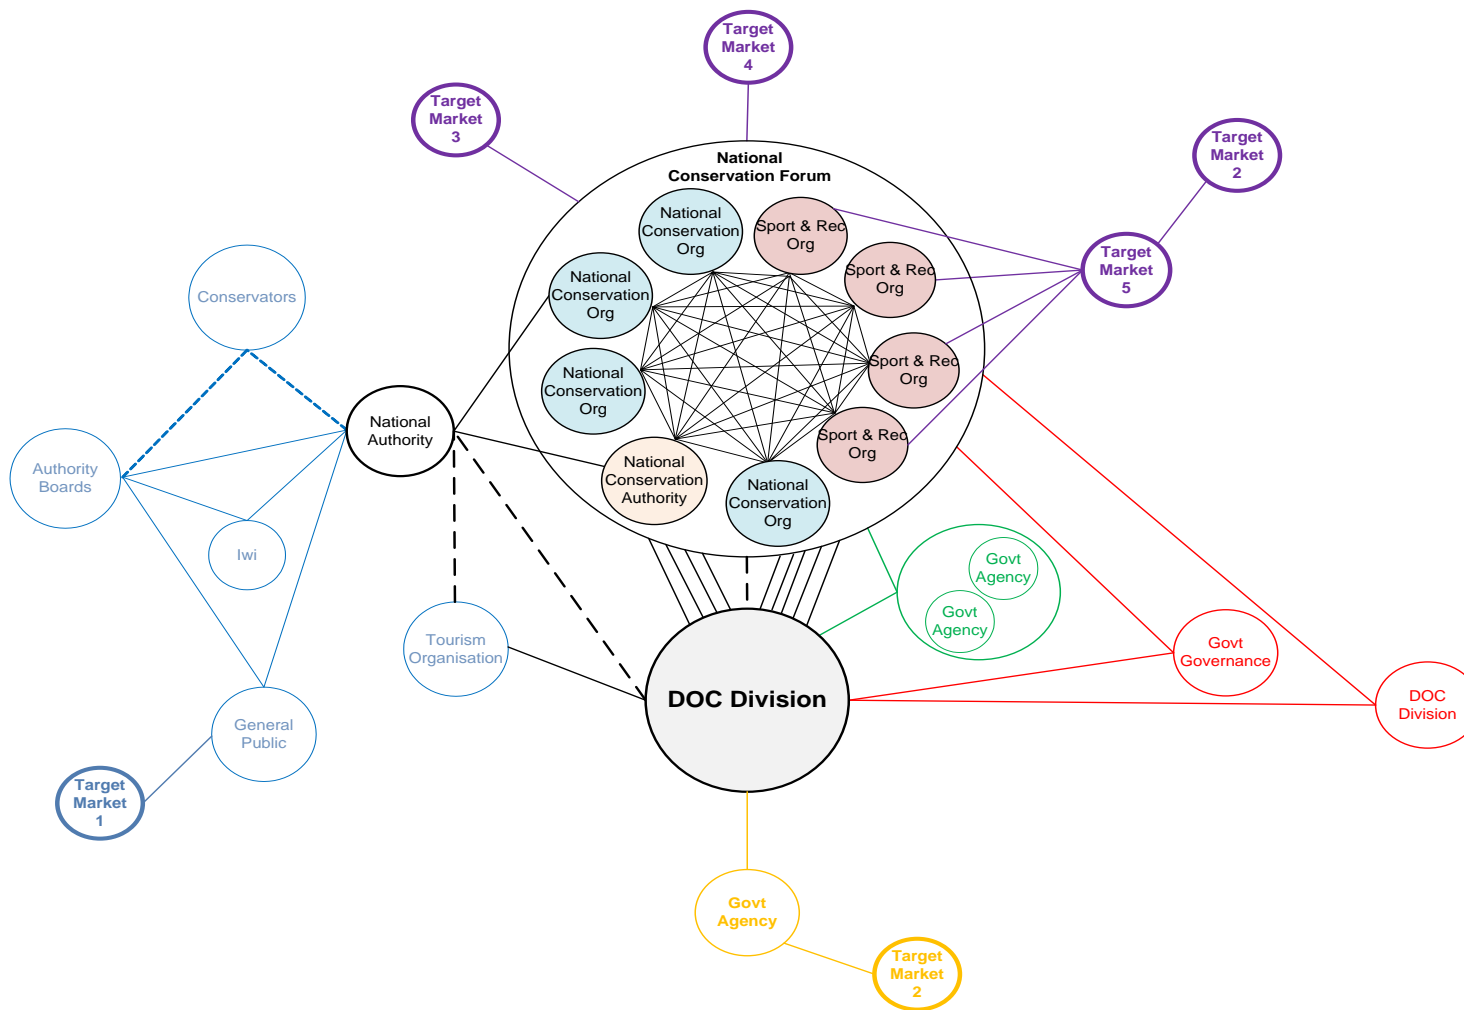 Target
Market
4
Target
Market
3
Target
Market
2
National
Conservation Forum
National
Conservation
Org
Sport & Rec
Org
National
Conservation
Org
Sport & Rec
Org
Target
Market
5
Conservators
National
Conservation
Org
Sport & Rec
Org
National
Authority
Sport & Rec
Org
Authority
Boards
National
Conservation
Authority
National
Conservation
Org
Iwi
Govt
Agency
Govt
Agency
Tourism
Organisation
Govt
Governance
DOC Division
DOC
Division
General
Public
Target
Market
1
Govt
Agency
Target
Market
2